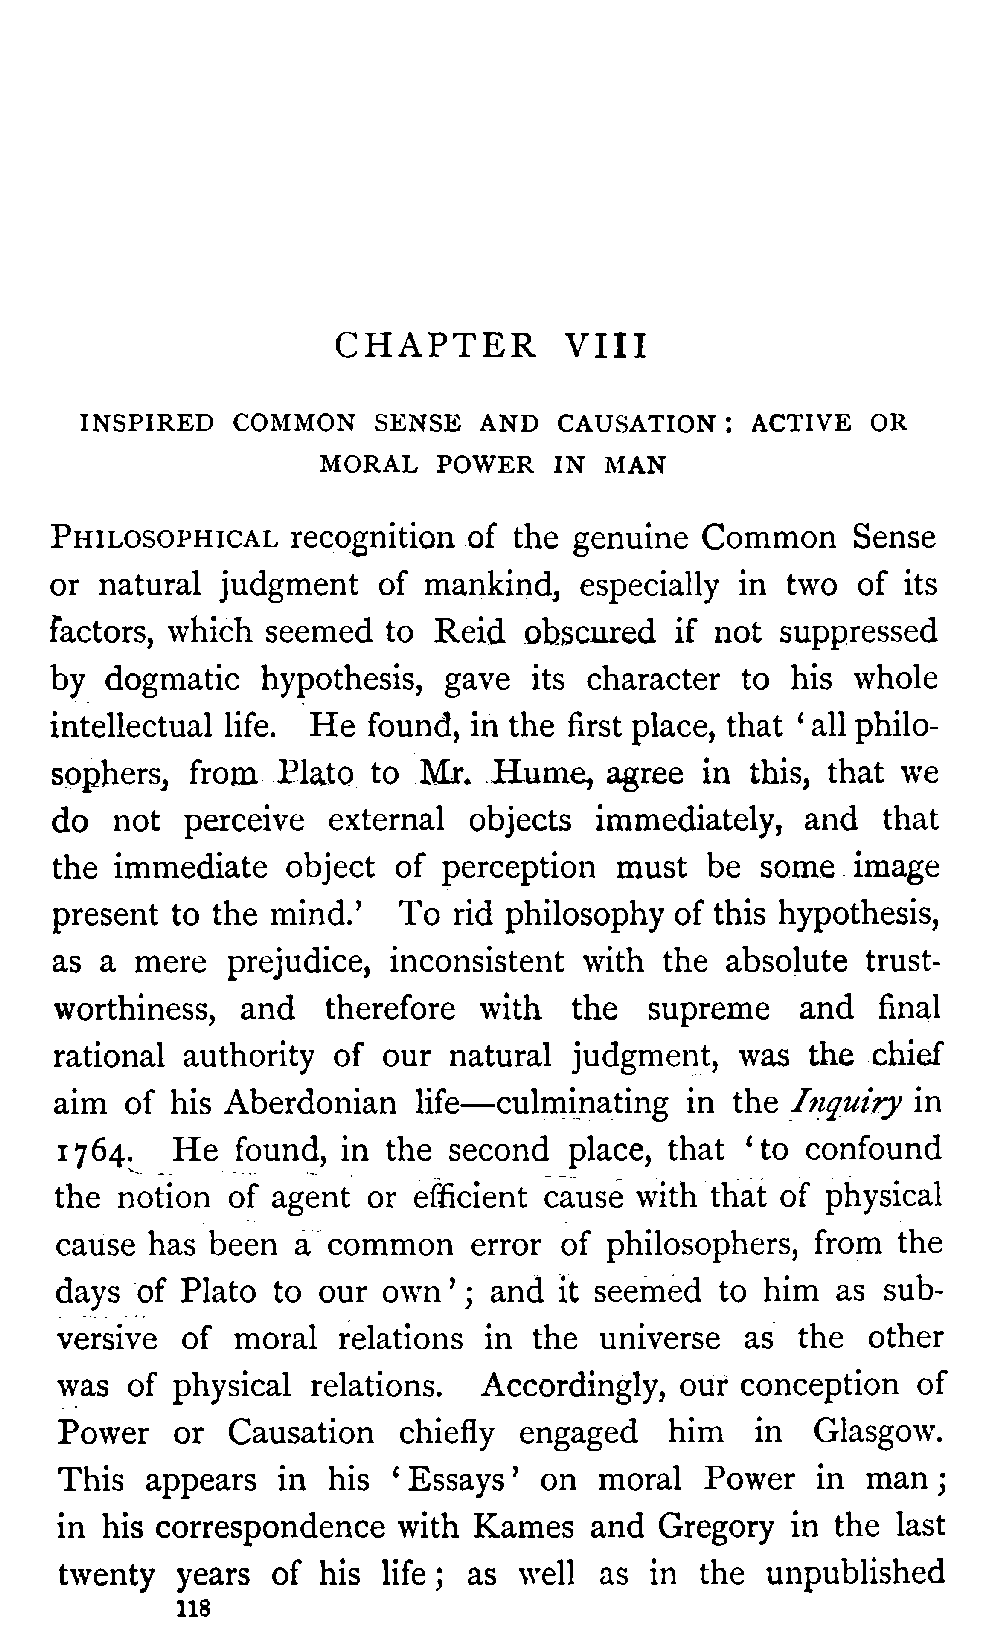 CHAPTER VIII
INSPIRED COMMON SENSE AND CAUSATION: ACTIVE OR
MORAL POWER IN MAN
PHILOSOPHICAL recognition of the genuine Common Sense
or natural judgment of mankind, especially in two of its
factors, which seemed to Reid obscured if not suppressed
by dogmatic hypothesis, gave its character to his whole
intellectual life. He found, in the first place, that ‘all philo-
sophers, from Plato to Mr. Hume, agree in this, that we
do not perceive external objects immediately, and that
the immediate object of perception must be some image
present to the mind.’ To rid philosophy of this hypothesis,
as a mere prejudice, inconsistent with the absolute trust-
worthiness, and therefore with the supreme and final
rational authority of our natural judgment, was the chief
aim of his Aberdonian life—culminating in the Inquiry in
1764. He found, in the second place, that ‘to confound
the notion of agent or efficient cause with that of physical
cause has been a common error of philosophers, from the
days of Plato to our own’; and it seemed to him as sub-
versive of moral relations in the universe as the other
was of physical relations. Accordingly, our conception of
Power or Causation chiefly engaged him in Glasgow.
This appears in his ‘Essays’ on moral Power in man;
in his correspondence with Kames and Gregory in the last
twenty years of his life; as well as in the unpublished
118